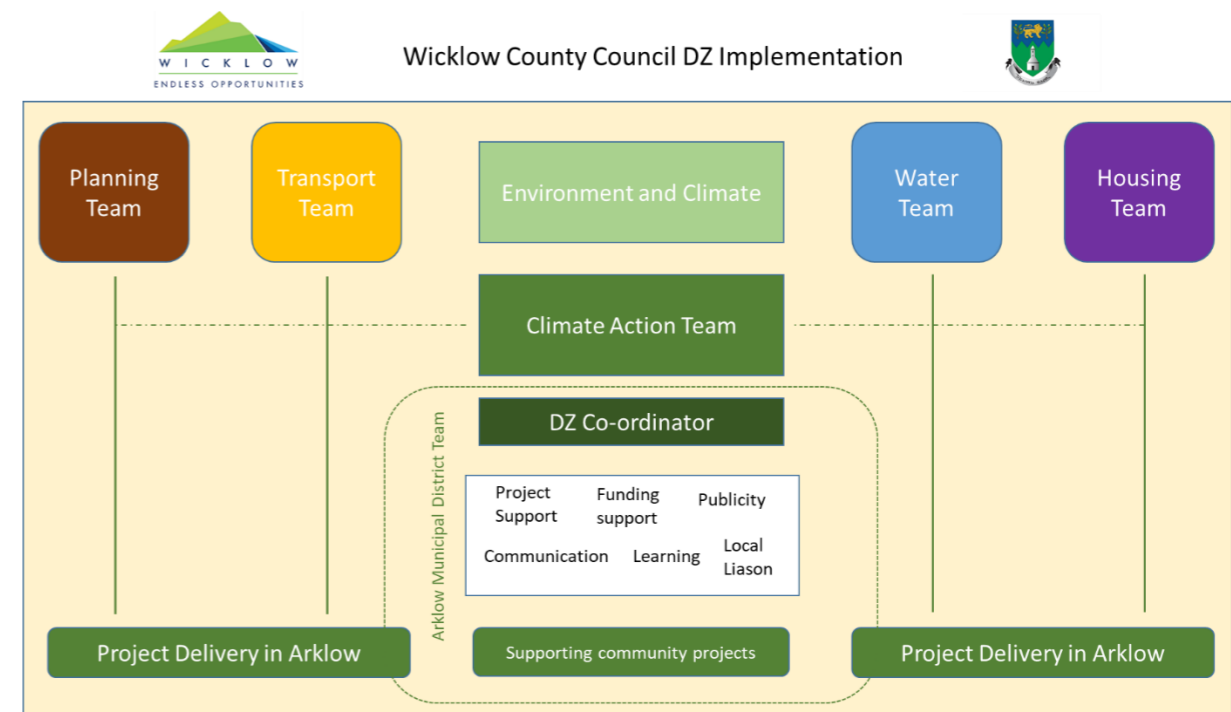 WICKLOW
ENDLESS OPPORTUNITIES
Wicklow County Council DZ Implementation
Planning
Team
Transport
Team
Environment and Climate
Water
Team
Housing
Team
Climate Action Team
Arklow Municipal District Team
DZ Co-ordinator
Project
Support
Funding
support
Publicity
Communication
Learning
Local
Liason
Project Delivery in Arklow
Supporting community projects
Project Delivery in Arklow